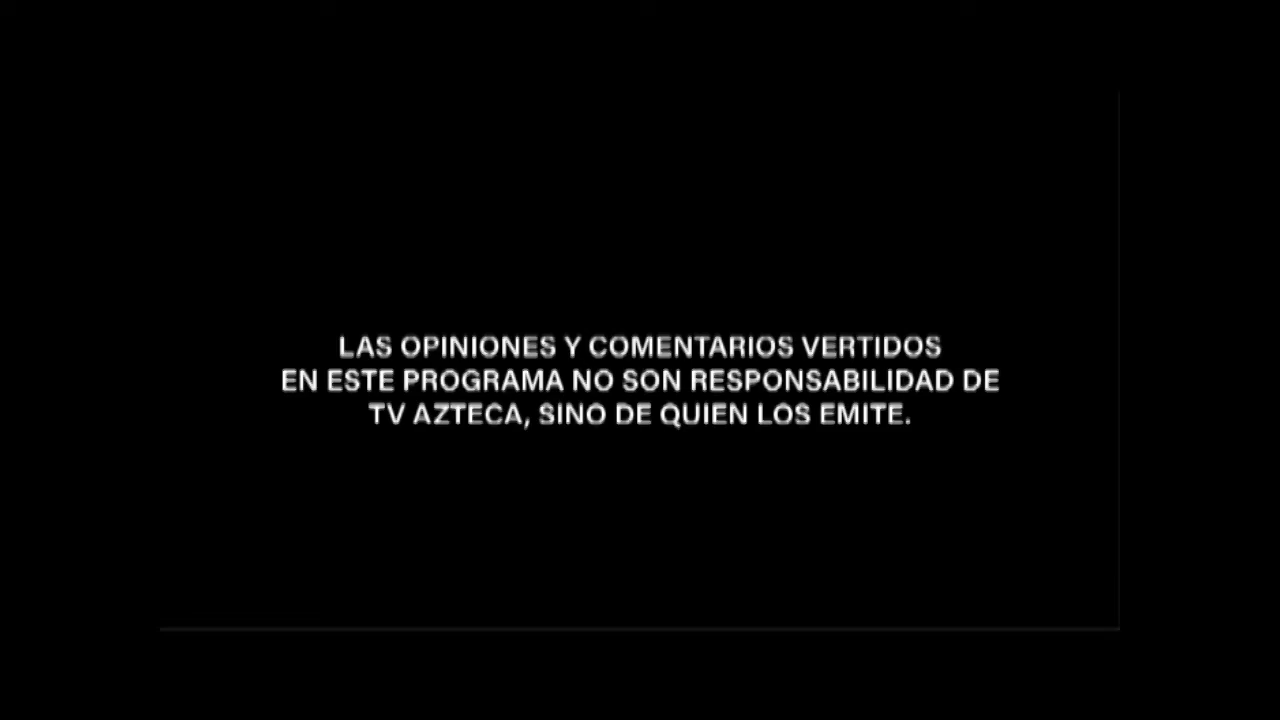 LAS OPINIONES Y COMENTARIOS VERTIDOS
EN ESTE PROGRAMA NO SON RESPONSABILIDAD DE
TV AZTECA, SINO DE QUIEN LOS EMITE.